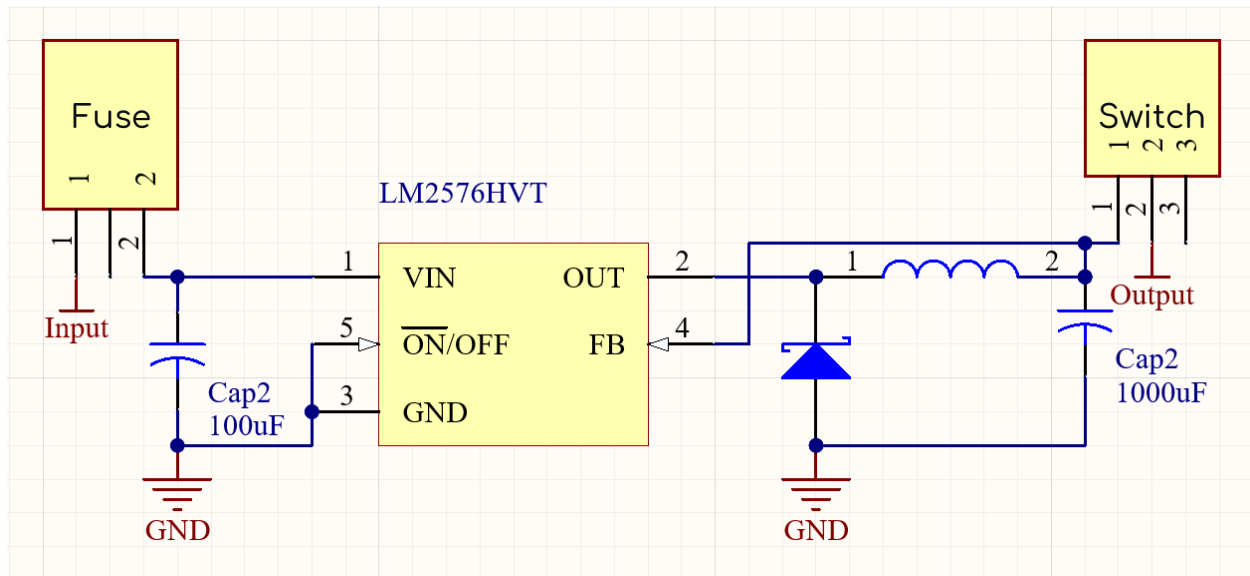 Fuse
1
2
1
2
Input
Cap2
100uF
GND
LM2576HVT
1
VIN
5
ON/OFF
3
GND
OUT
2
FB
4
1
2
GND
Switch
1
2
3
1
2
3
Output
Cap2
1000uF